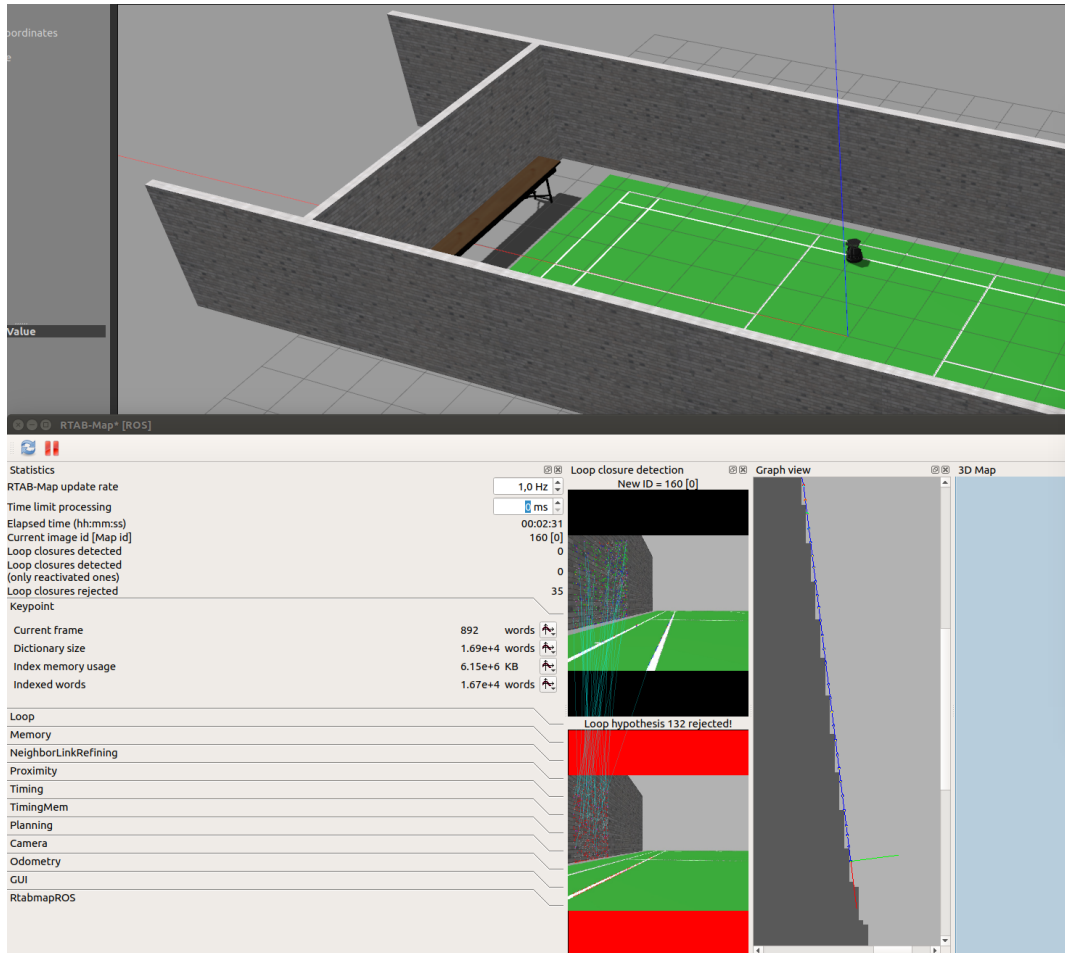 Value
RTAB-Map* [ROS]
Statistics
RTAB-Map update rate 1,0 Hz
Time limit processing 0 ms
Elapsed time (hh:mm:ss) 00:02:31
Current image id [Map id] 160 [0]
Loop closures detected 0
Loop closures detected
(only reactivated ones) 0
Loop closures rejected 35
Keypoint
Current frame 892 words
Dictionary size 1.69e+4 words
Index memory usage 6.15e+6 KB
Indexed words 1.67e+4 words
Loop
Memory
NeighborLinkRefining
Proximity
Timing
TimingMem
Planning
Camera
Odometry
GUI
RtabmapROS
Loop closure detection
New ID = 160 [0]
Loop hypothesis 132 rejected!
Graph view
3D Map